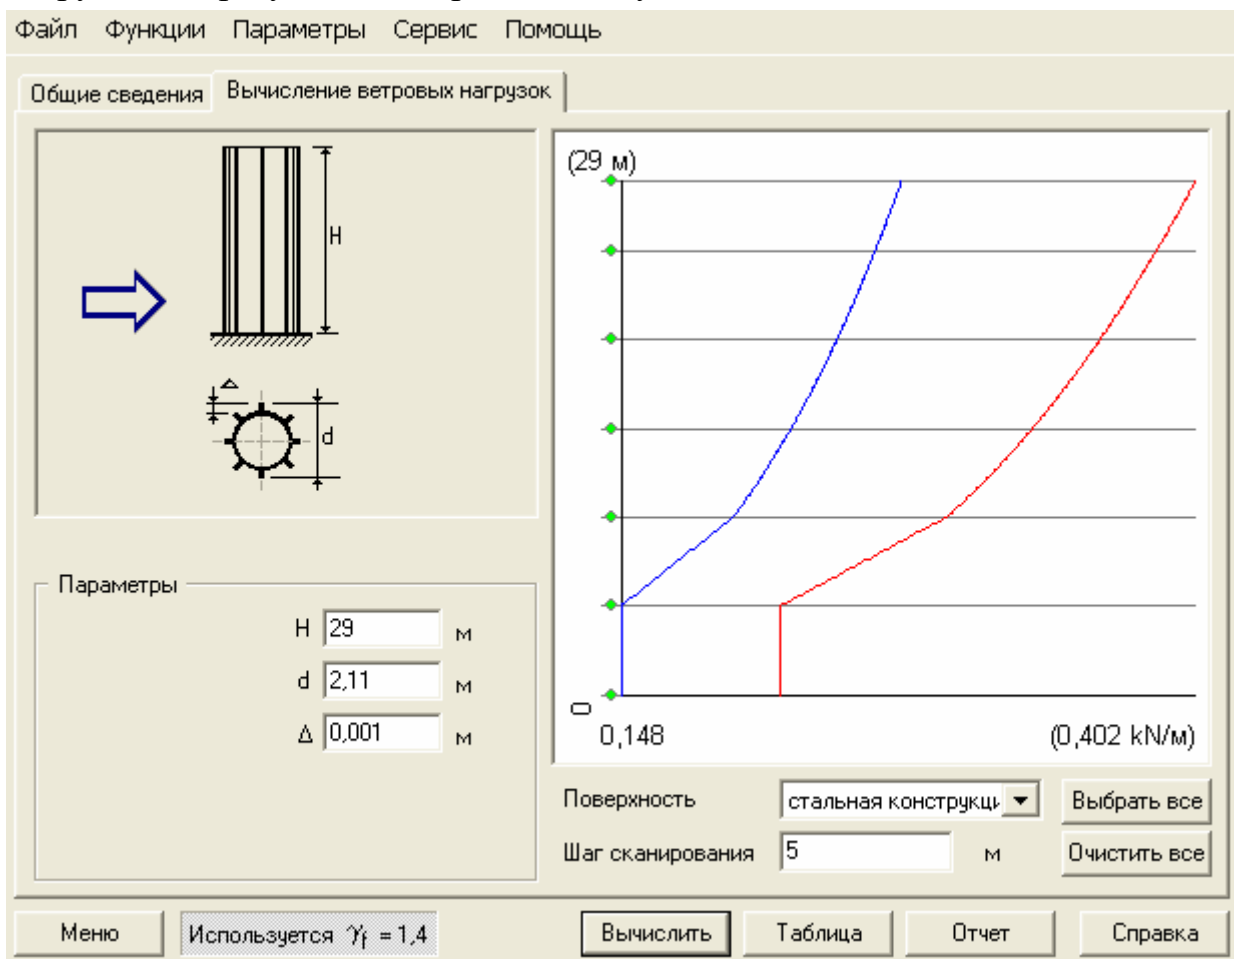 Файл Функции Параметры Сервис Помощь
Общие сведения Вычисление ветровых нагрузок
H
Δ
d
(29 м)
0
0,148 (0,402 kN/м)
Параметры
H 29 м
d 2,11 м
Δ 0,001 м
Поверхность стальная конструкци Выбрать все
Шаг сканирования 5 м Очистить все
Меню Используется γf = 1,4 Вычислить Таблица Отчет Справка